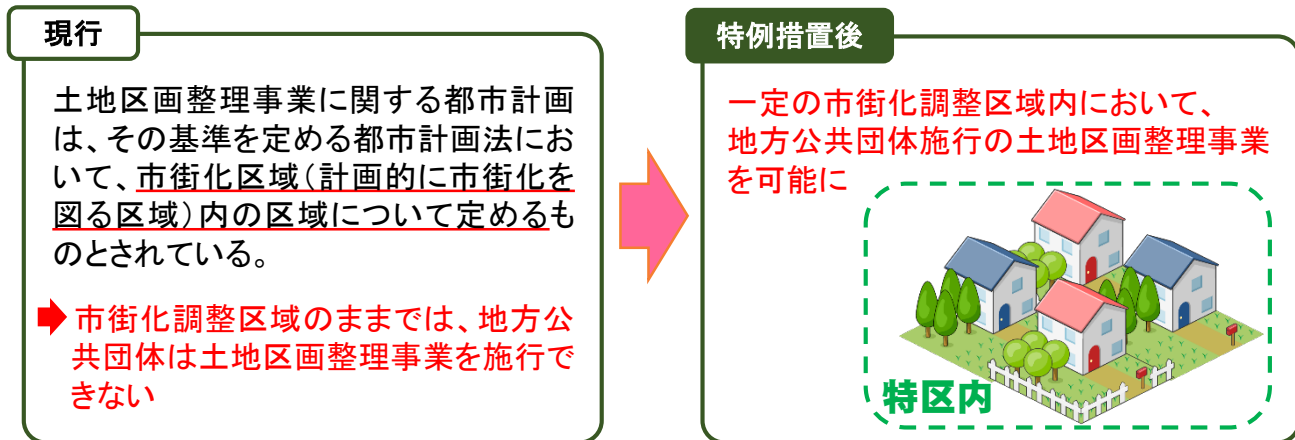 現行
土地区画整理事業に関する都市計画
は、その基準を定める都市計画法にお
いて、市街化区域(計画的に市街化を
図る区域)内の区域について定めるも
のとされている。
市街化調整区域のままでは、地方公
共団体は土地区画整理事業を施行で
きない
特例措置後
一定の市街化調整区域内において、
地方公共団体施行の土地区画整理事業
を可能に
特区内